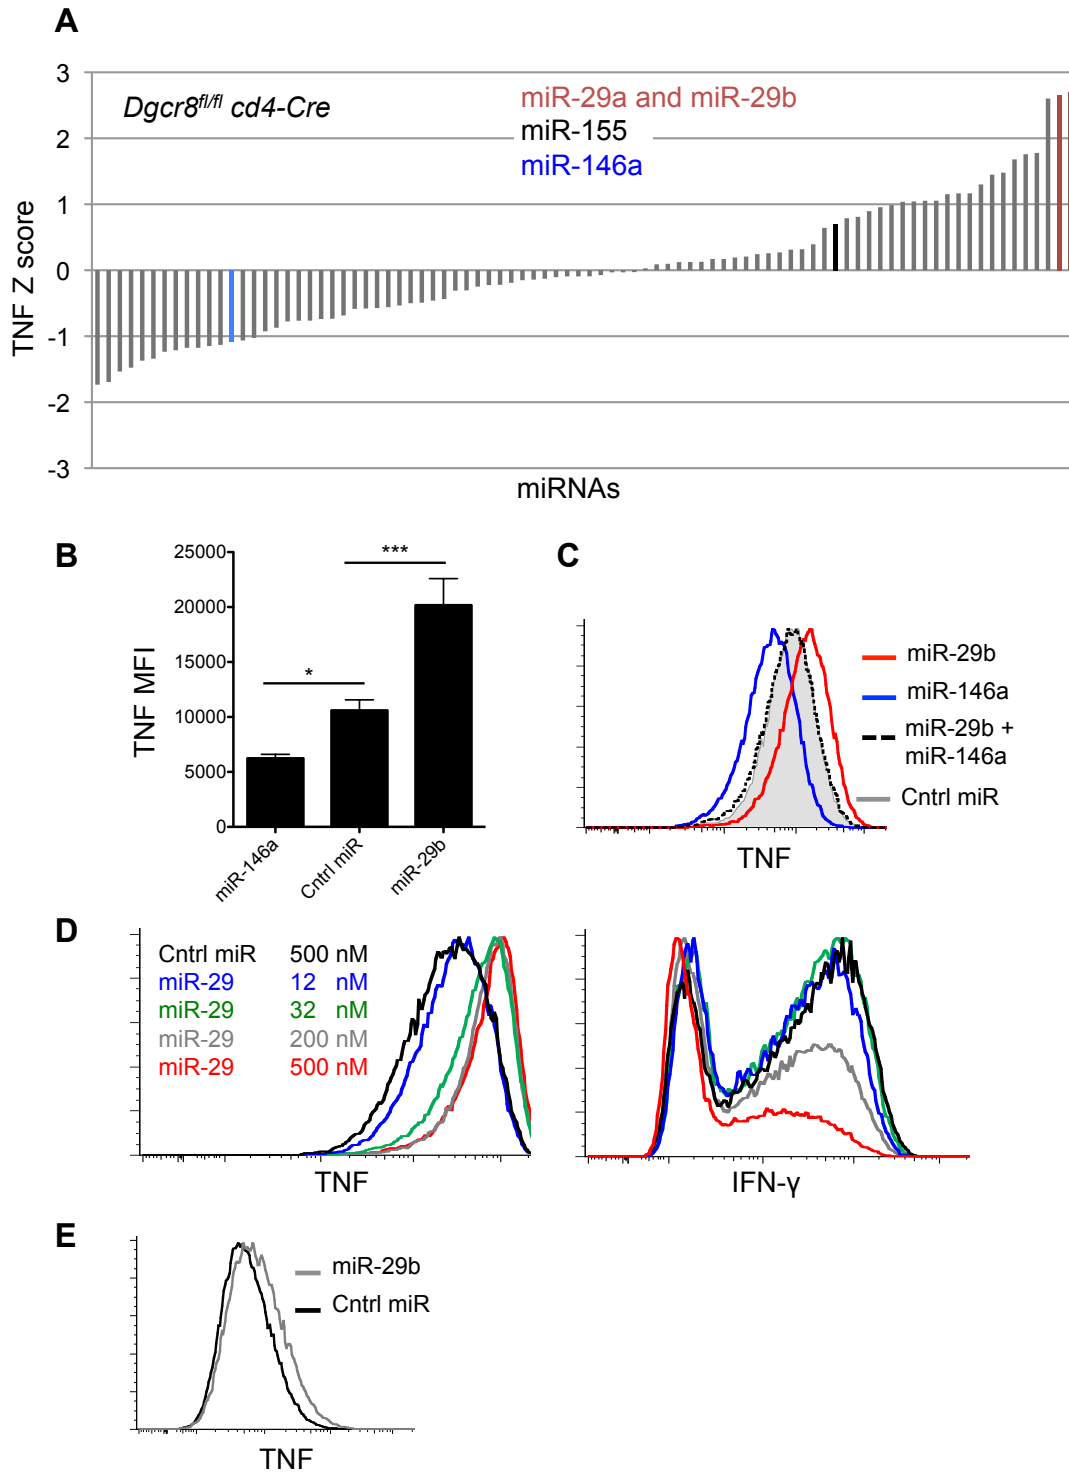 A
3
2
1
0
-1
-2
-3
TNF Z score
Dgcr8fl/fl cd4-Cre
miR-29a and miR-29b
miR-155
miR-146a
miRNAs
B
25000
20000
15000
10000
5000
0
TNF MFI
***
*
miR-146a
Cntrl miR
miR-29b
C
miR-29b
miR-146a
miR-29b +
miR-146a
Cntrl miR
TNF
D
Cntrl miR 500 nM
miR-29 12 nM
miR-29 32 nM
miR-29 200 nM
miR-29 500 nM
TNF
IFN-γ
E
miR-29b
Cntrl miR
TNF